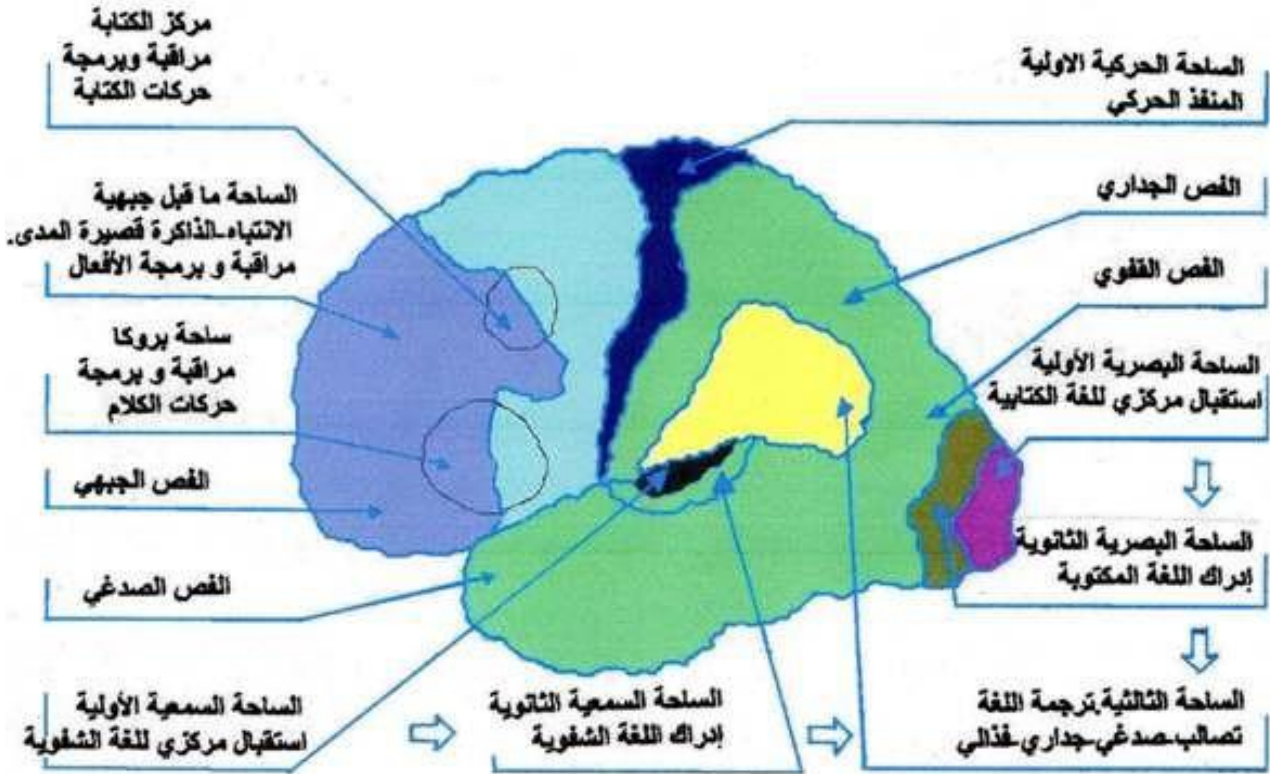 مركز الكتابة
مراقبة وبرمجة
حركات الكتابة
الساحة الحركية الاولية
المنفذ الحركي
الساحة ما قبل جبهية
الانتباه-الذاكرة قصيرة المدى.
مراقبة و برمجة الأفعال
الفص الجداري
الفص القفوي
ساحة بروكا
مراقبة و برمجة
حركات الكلام
الساحة البصرية الأولية
استقبال مركزي للغة الكتابية
الفص الجبهي
الساحة البصرية الثانوية
إدراك اللغة المكتوبة
الفص الصدغي
الساحة السمعية الأولية
استقبال مركزي للغة الشفوية
الساحة السمعية الثانوية
إدراك اللغة الشفوية
الساحة الثالثية.ترجمة اللغة
تصالب-صدغي-جداري-قذالي